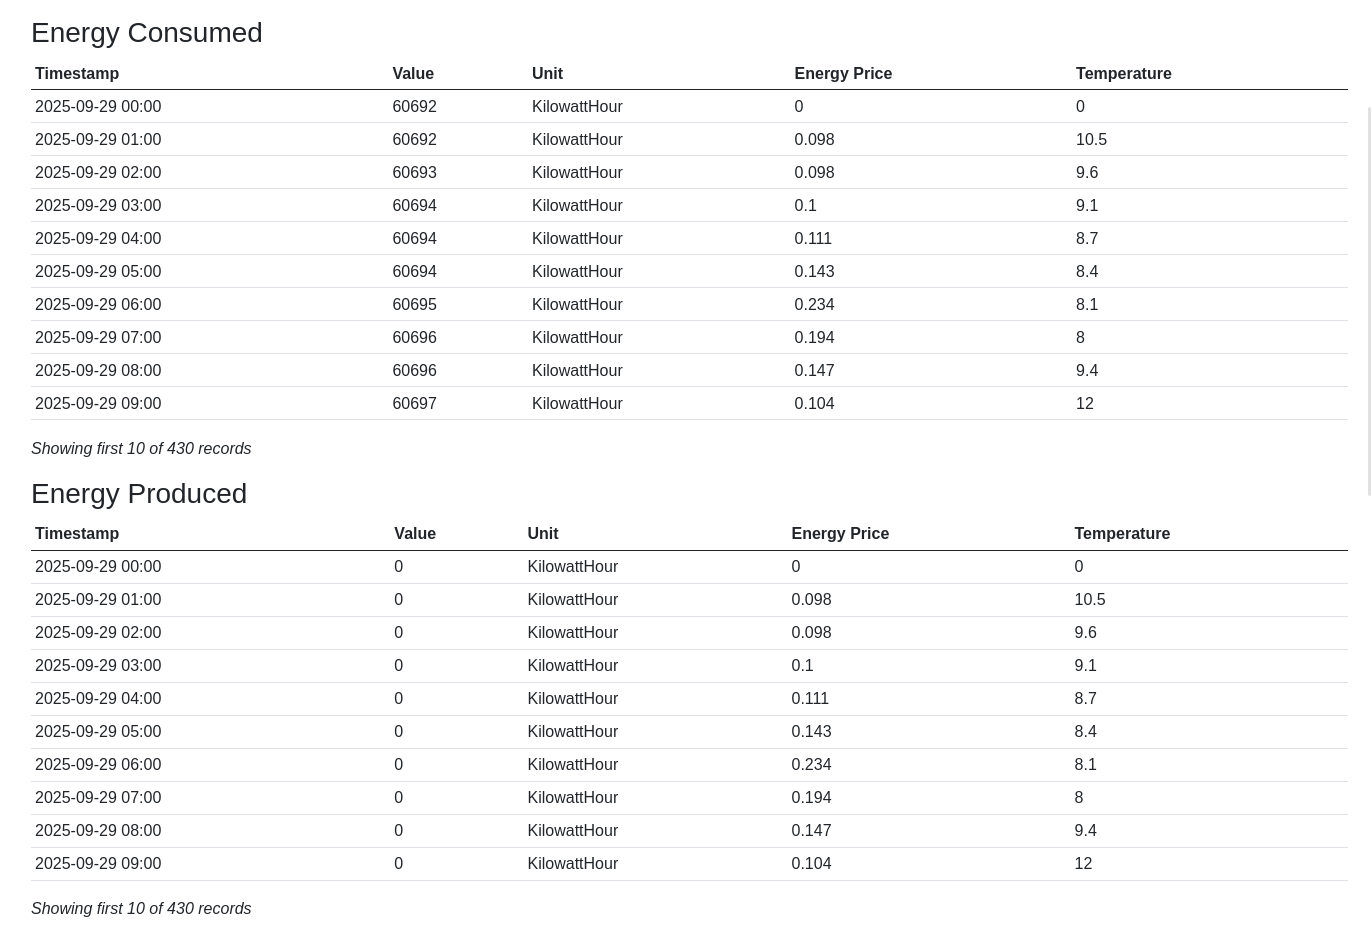 Energy Consumed
Timestamp Value Unit Energy Price Temperature
2025-09-29 00:00 60692 KilowattHour 0 0
2025-09-29 01:00 60692 KilowattHour 0.098 10.5
2025-09-29 02:00 60693 KilowattHour 0.098 9.6
2025-09-29 03:00 60694 KilowattHour 0.1 9.1
2025-09-29 04:00 60694 KilowattHour 0.111 8.7
2025-09-29 05:00 60694 KilowattHour 0.143 8.4
2025-09-29 06:00 60695 KilowattHour 0.234 8.1
2025-09-29 07:00 60696 KilowattHour 0.194 8
2025-09-29 08:00 60696 KilowattHour 0.147 9.4
2025-09-29 09:00 60697 KilowattHour 0.104 12
Showing first 10 of 430 records
Energy Produced
Timestamp Value Unit Energy Price Temperature
2025-09-29 00:00 0 KilowattHour 0 0
2025-09-29 01:00 0 KilowattHour 0.098 10.5
2025-09-29 02:00 0 KilowattHour 0.098 9.6
2025-09-29 03:00 0 KilowattHour 0.1 9.1
2025-09-29 04:00 0 KilowattHour 0.111 8.7
2025-09-29 05:00 0 KilowattHour 0.143 8.4
2025-09-29 06:00 0 KilowattHour 0.234 8.1
2025-09-29 07:00 0 KilowattHour 0.194 8
2025-09-29 08:00 0 KilowattHour 0.147 9.4
2025-09-29 09:00 0 KilowattHour 0.104 12
Showing first 10 of 430 records